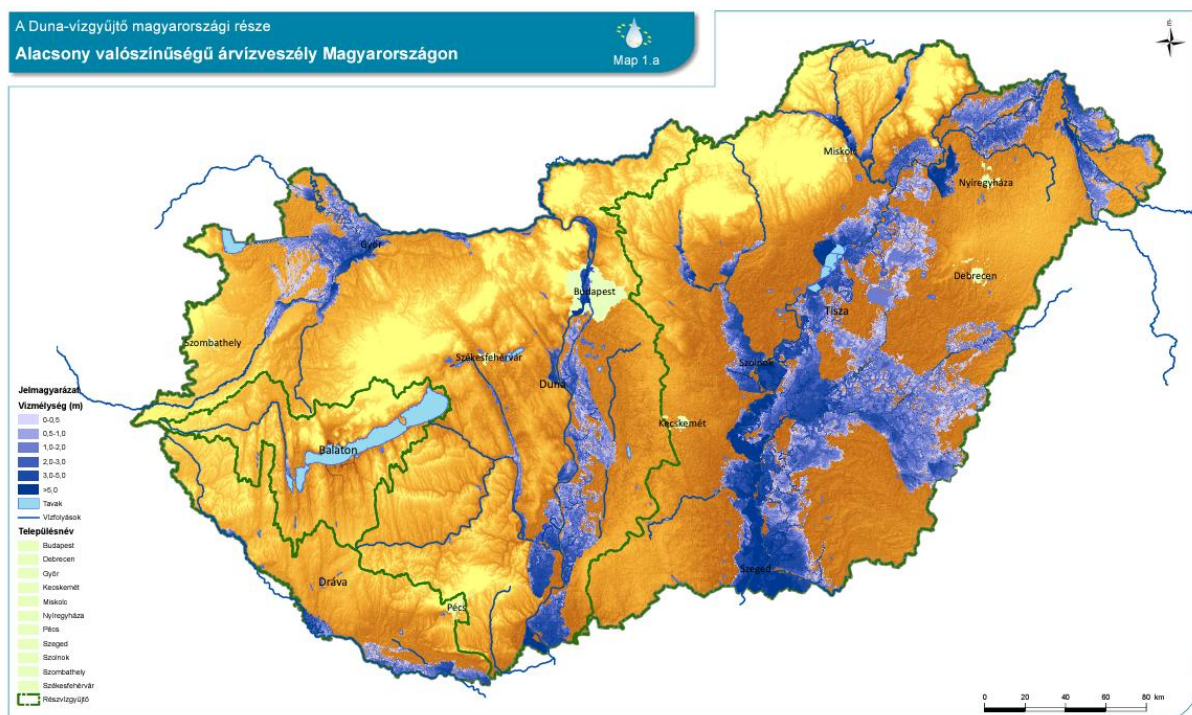 A Duna-vízgyűjtő magyarországi része
Alacsony valószínűségű árvízveszély Magyarországon
Map 1.a
Miskolc
Nyíregyháza
Győr
Debrecen
Budapest
Tisza
Szombathely
Székesfehérvár
Szolnok
Duna
Kecskemét
Balaton
Szeged
Dráva
Pécs
Jelmagyarázat
Vízmélység (m)
0-0,5
0,5-1,0
1,0-2,0
2,0-3,0
3,0-5,0
>5,0
Tavak
Vízfolyások
Településnév
Budapest
Debrecen
Győr
Kecskemét
Miskolc
Nyíregyháza
Pécs
Szeged
Szolnok
Szombathely
Székesfehérvár
Részvízgyűjtő
0 20 40 60 80 km